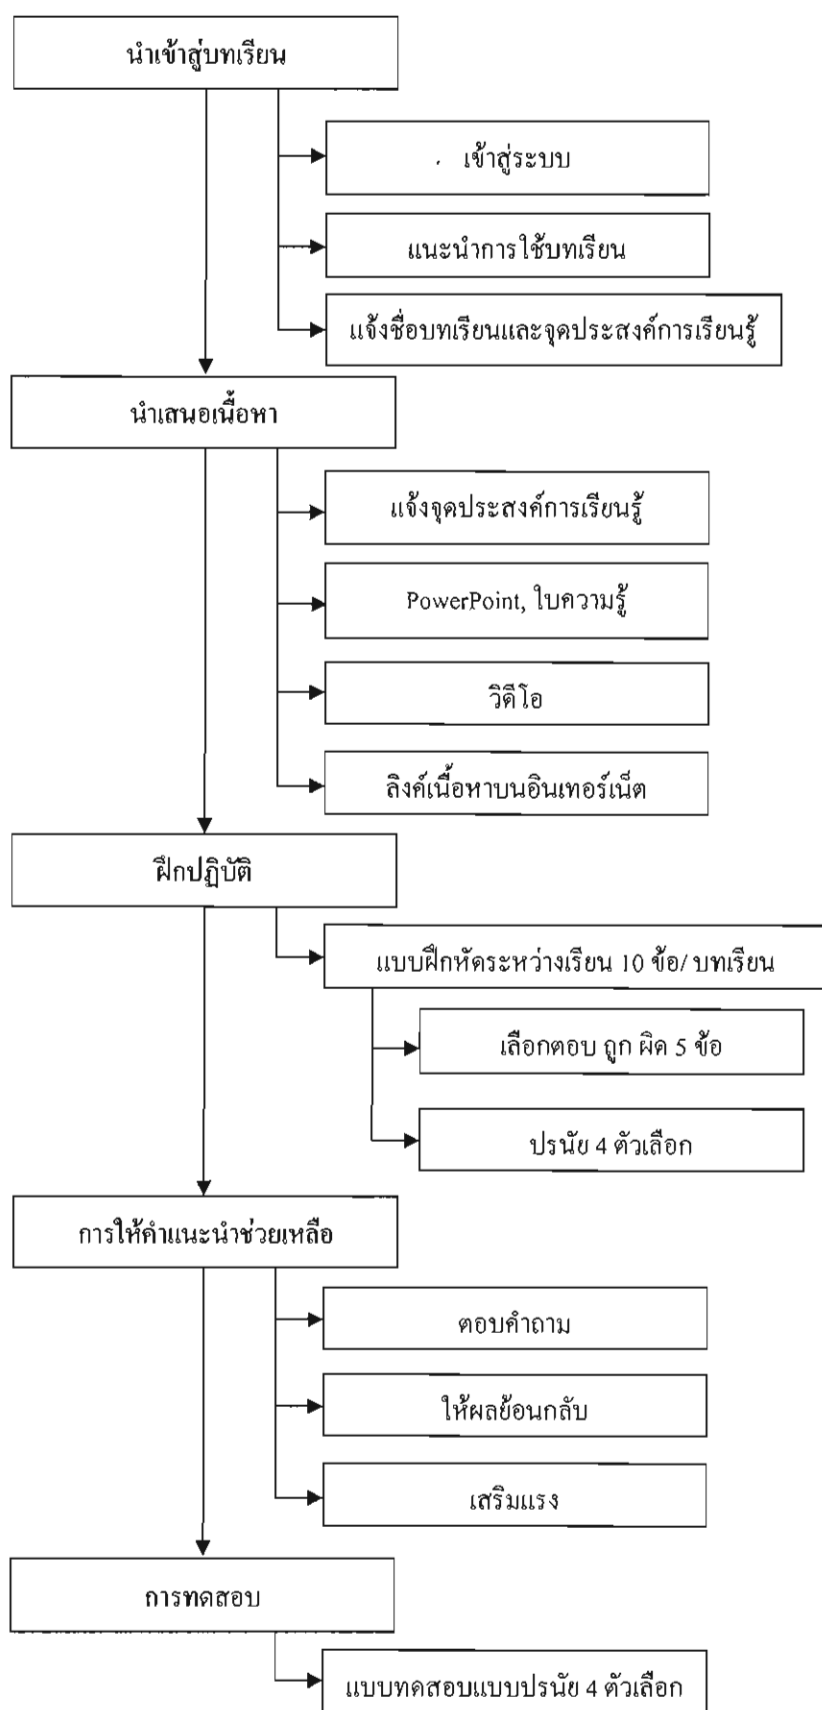 นำเข้าสู่บทเรียน
เข้าสู่ระบบ
แนะนำการใช้บทเรียน
แจ้งชื่อบทเรียนและจุดประสงค์การเรียนรู้
นำเสนอเนื้อหา
แจ้งจุดประสงค์การเรียนรู้
PowerPoint, ใบความรู้
วิดีโอ
ลิงค์เนื้อหาบนอินเทอร์เน็ต
ฝึกปฏิบัติ
แบบฝึกหัดระหว่างเรียน 10 ข้อ/ บทเรียน
เลือกตอบ ถูก ผิด 5 ข้อ
ปรนัย 4 ตัวเลือก
การให้คำแนะนำช่วยเหลือ
ตอบคำถาม
ให้ผลย้อนกลับ
เสริมแรง
การทดสอบ
แบบทดสอบแบบปรนัย 4 ตัวเลือก